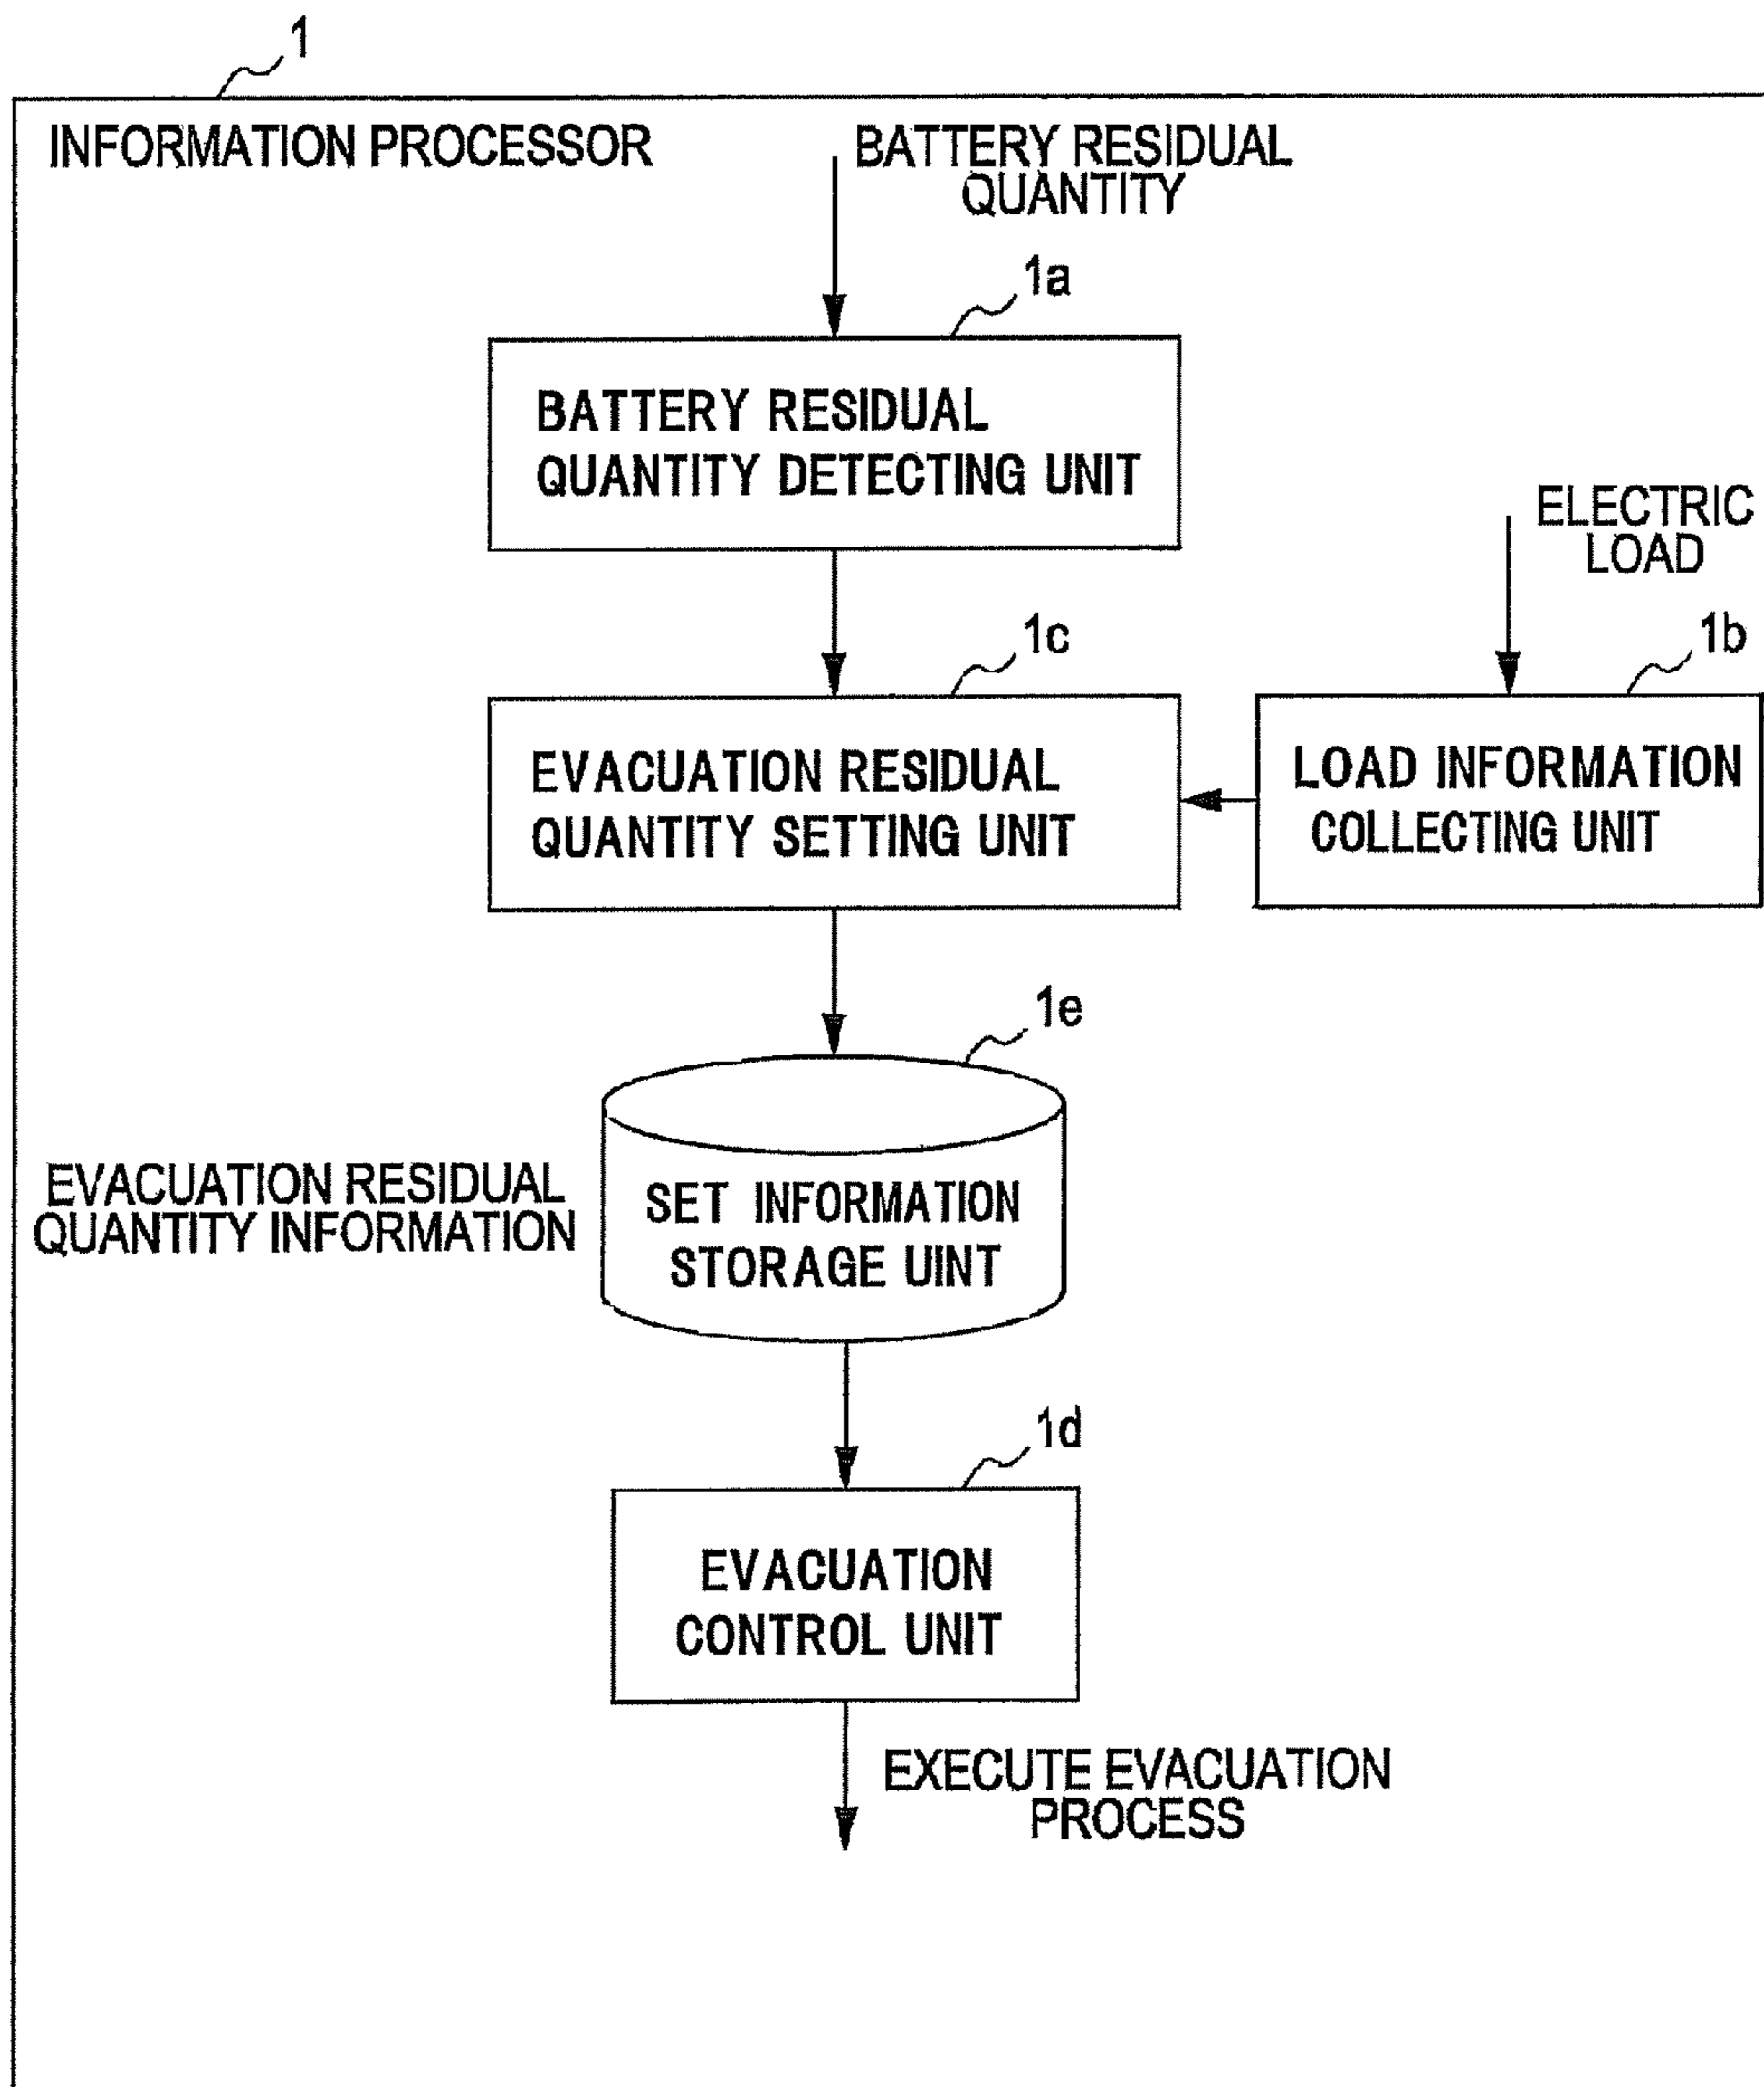 1
INFORMATION PROCESSOR
BATTERY RESIDUAL
QUANTITY
1a
BATTERY RESIDUAL
QUANTITY DETECTING UNIT
ELECTRIC
LOAD
1c
1b
EVACUATION RESIDUAL
QUANTITY SETTING UNIT
LOAD INFORMATION
COLLECTING UNIT
1e
EVACUATION RESIDUAL
QUANTITY INFORMATION
SET INFORMATION
STORAGE UINT
1d
EVACUATION
CONTROL UNIT
EXECUTE EVACUATION
PROCESS